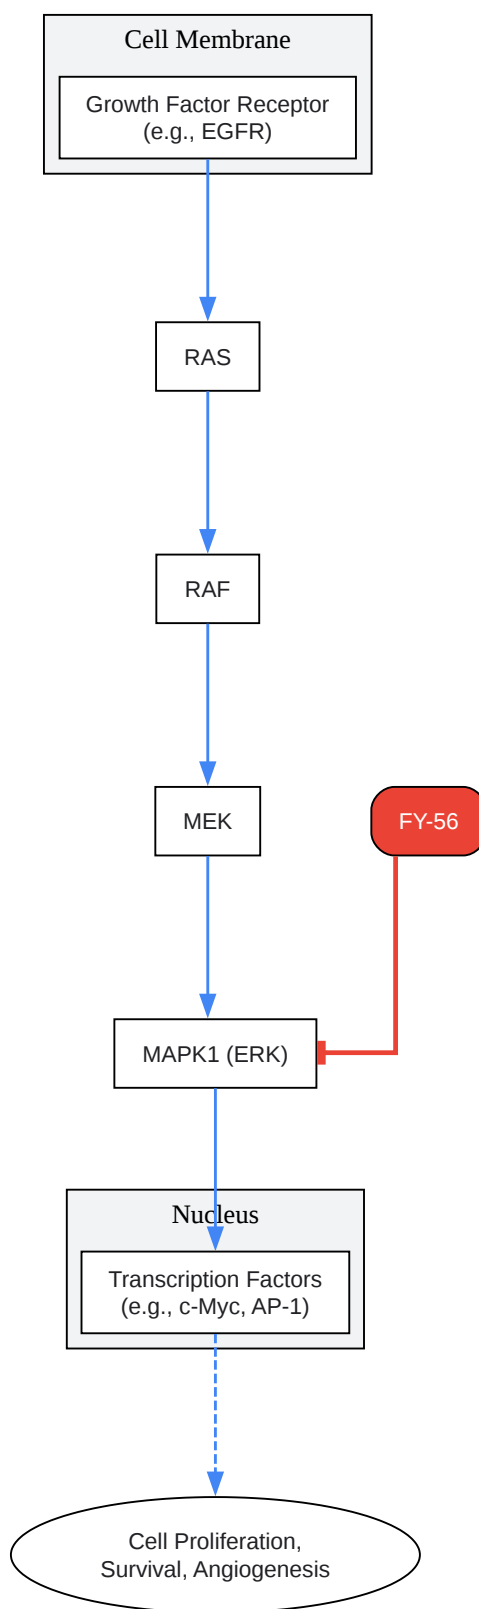 Cell Membrane
Growth Factor Receptor
(e.g., EGFR)
RAS
RAF
MEK
FY-56
MAPK1 (ERK)
Nucleus
Transcription Factors
(e.g., c-Myc, AP-1)
Cell Proliferation,
Survival, Angiogenesis